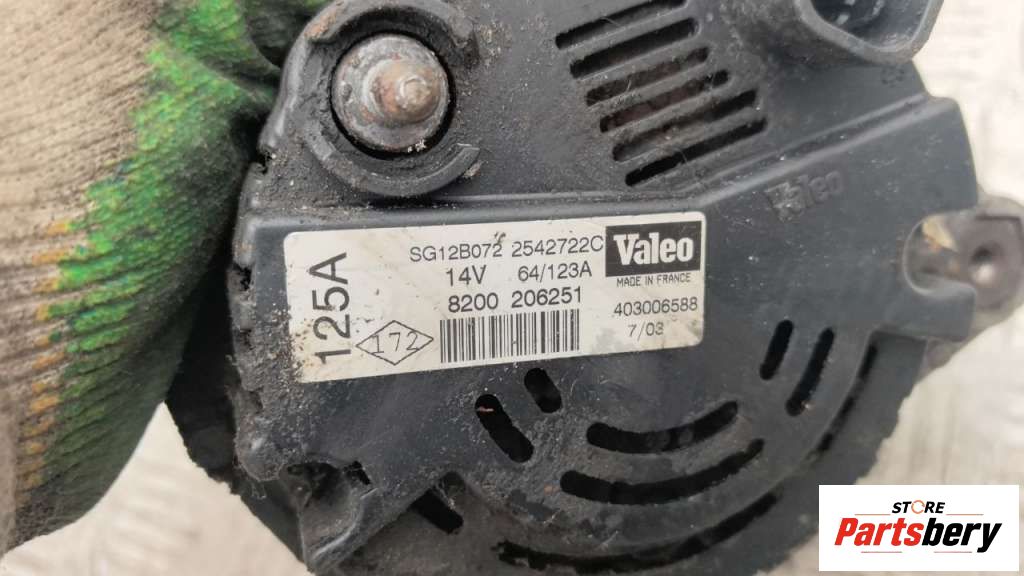 Valeo
SG12B072 2542722C
Valeo
14V 64/123A
MADE IN FRANCE
8200 206251
403006588
7/03
125A
172
STORE
Partsbery